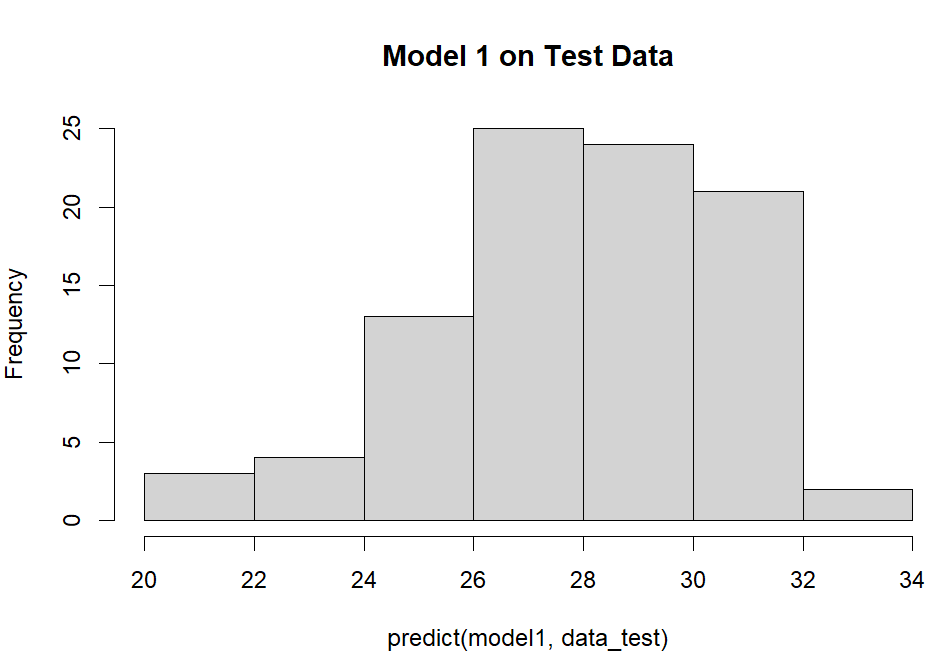 Model 1 on Test Data
Frequency
25
20
15
10
5
0
20 22 24 26 28 30 32 34
predict(model1, data_test)